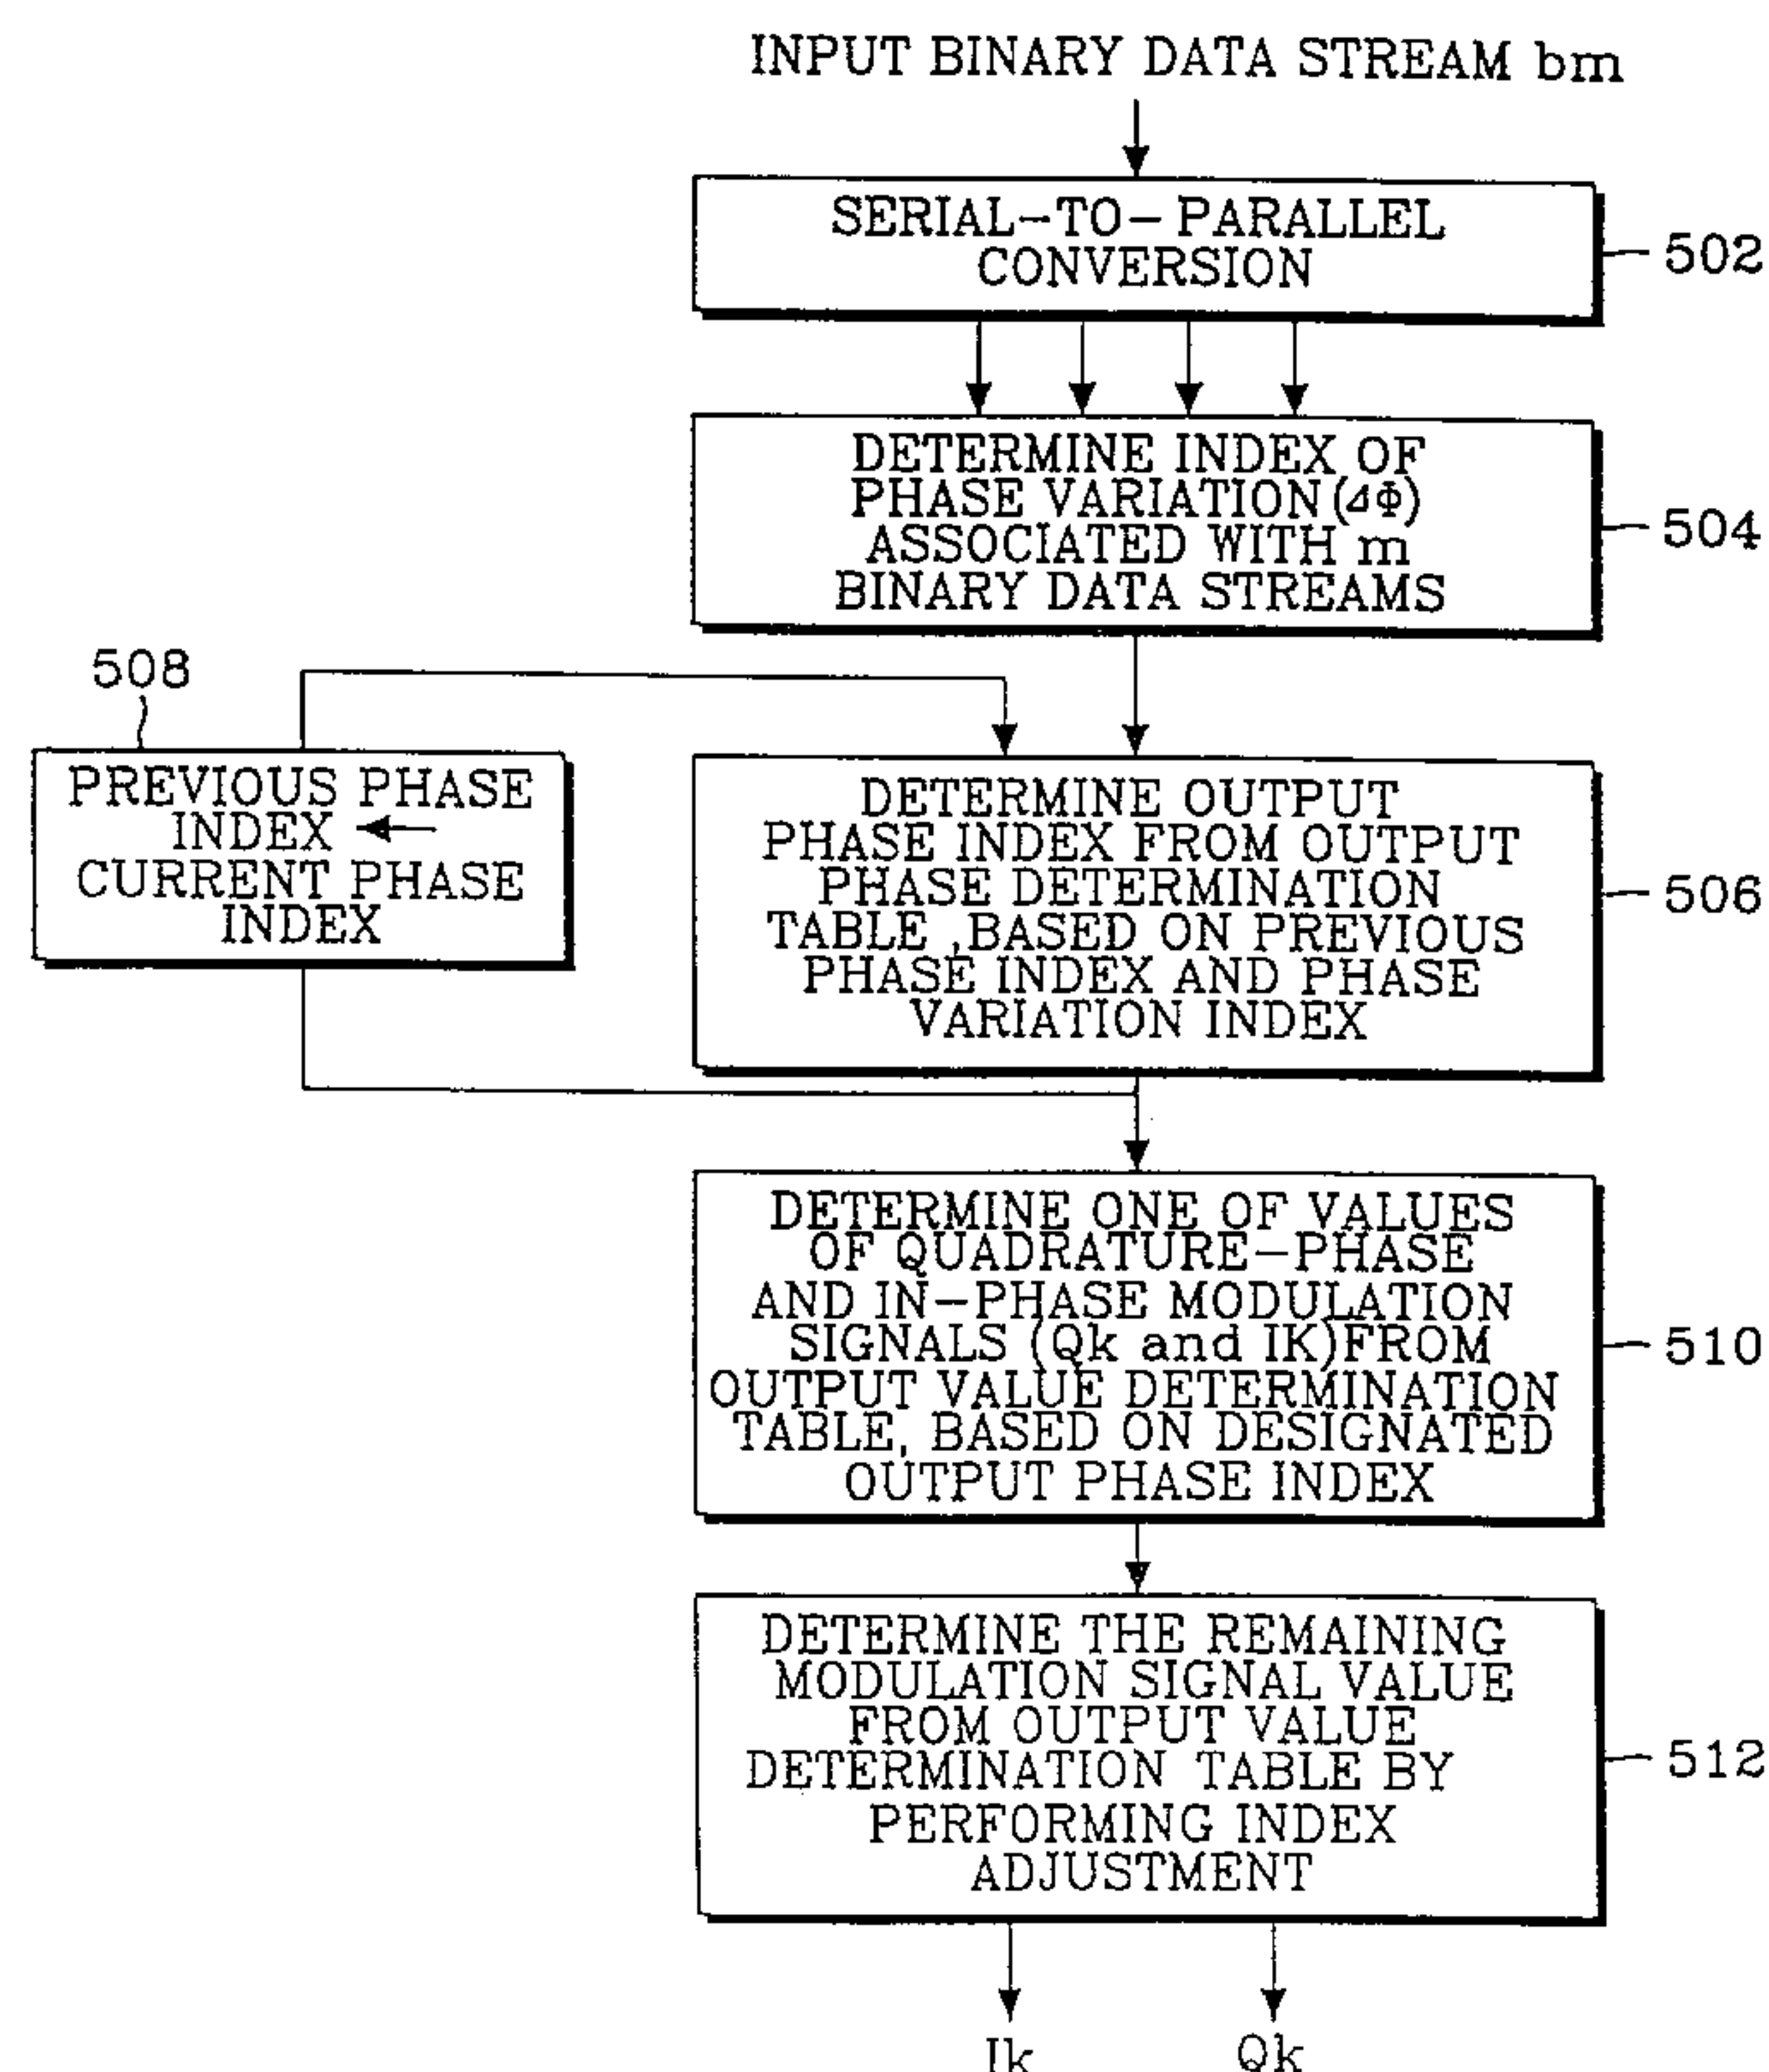 INPUT BINARY DATA STREAM bm
SERIAL-TO-PARALLEL
CONVERSION
502
DETERMINE INDEX OF
PHASE VARIATION(⊿Φ)
ASSOCIATED WITH m
BINARY DATA STREAMS
504
508
PREVIOUS PHASE
INDEX ←
CURRENT PHASE
INDEX
DETERMINE OUTPUT
PHASE INDEX FROM OUTPUT
PHASE DETERMINATION
TABLE ,BASED ON PREVIOUS
PHASE INDEX AND PHASE
VARIATION INDEX
506
DETERMINE ONE OF VALUES
OF QUADRATURE-PHASE
AND IN-PHASE MODULATION
SIGNALS (Qk and IK)FROM
OUTPUT VALUE DETERMINATION
TABLE, BASED ON DESIGNATED
OUTPUT PHASE INDEX
510
DETERMINE THE REMAINING
MODULATION SIGNAL VALUE
FROM OUTPUT VALUE
DETERMINATION TABLE BY
PERFORMING INDEX
ADJUSTMENT
512
Ik
Qk